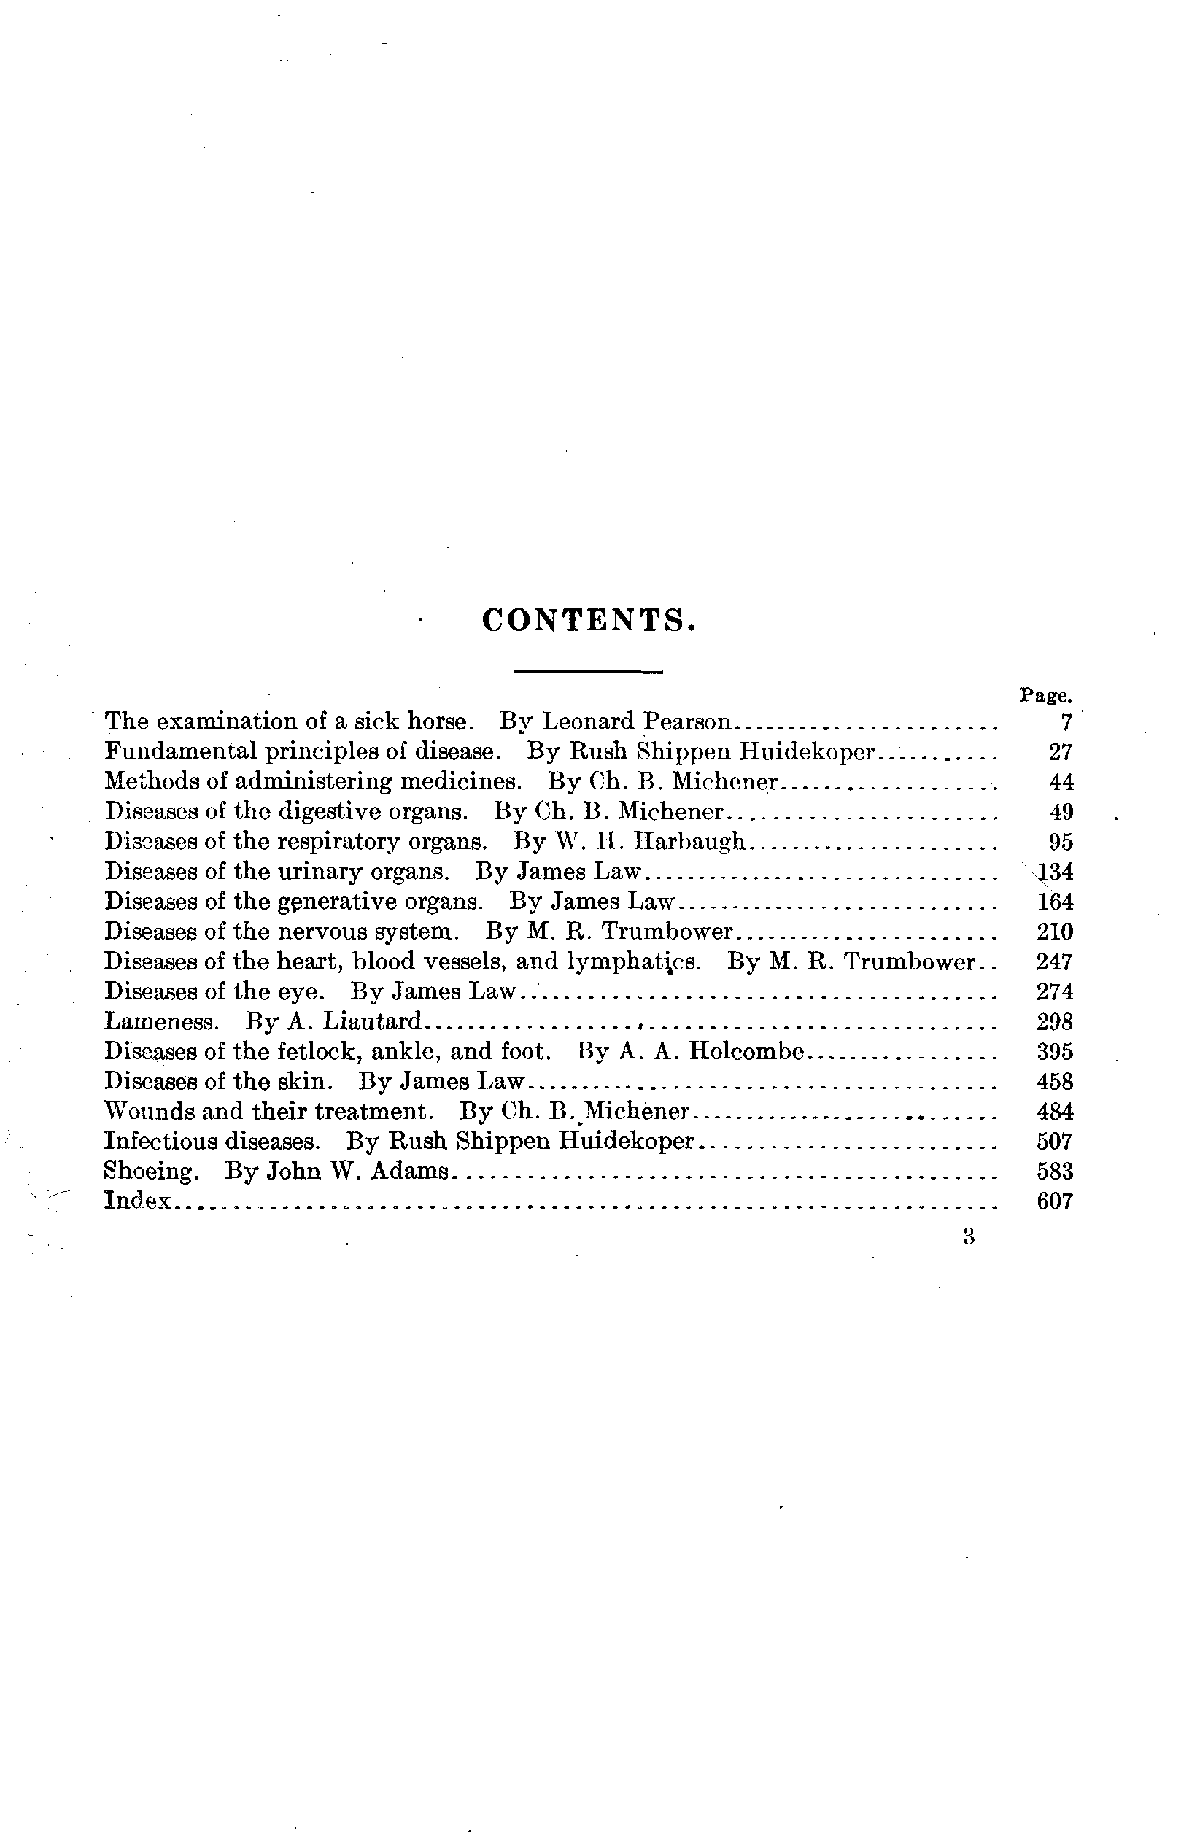 CONTENTS.
Page.
The examination of a sick horse. By Leonard Pearson........................ 7
Fundamental principles of disease. By Rush Shippen Huidekoper........... 27
Methods of administering medicines. By Ch. B. Michener.................... 44
Diseases of the digestive organs. By Ch. B. Michener........................ 49
Diseases of the respiratory organs. By W. H. Harbaugh....................... 95
Diseases of the urinary organs. By James Law................................ 134
Diseases of the generative organs. By James Law............................. 164
Diseases of the nervous system. By M. R. Trumbower........................ 210
Diseases of the heart, blood vessels, and lymphatics. By M. R. Trumbower.. 247
Diseases of the eye. By James Law.......................................... 274
Lameness. By A. Liautard................................................... 298
Diseases of the fetlock, ankle, and foot. By A. A. Holcombe................. 395
Diseases of the skin. By James Law.......................................... 458
Wounds and their treatment. By Ch. B. Michener............................ 484
Infectious diseases. By Rush Shippen Huidekoper........................... 507
Shoeing. By John W. Adams................................................ 583
Index...................................................................... 607
3